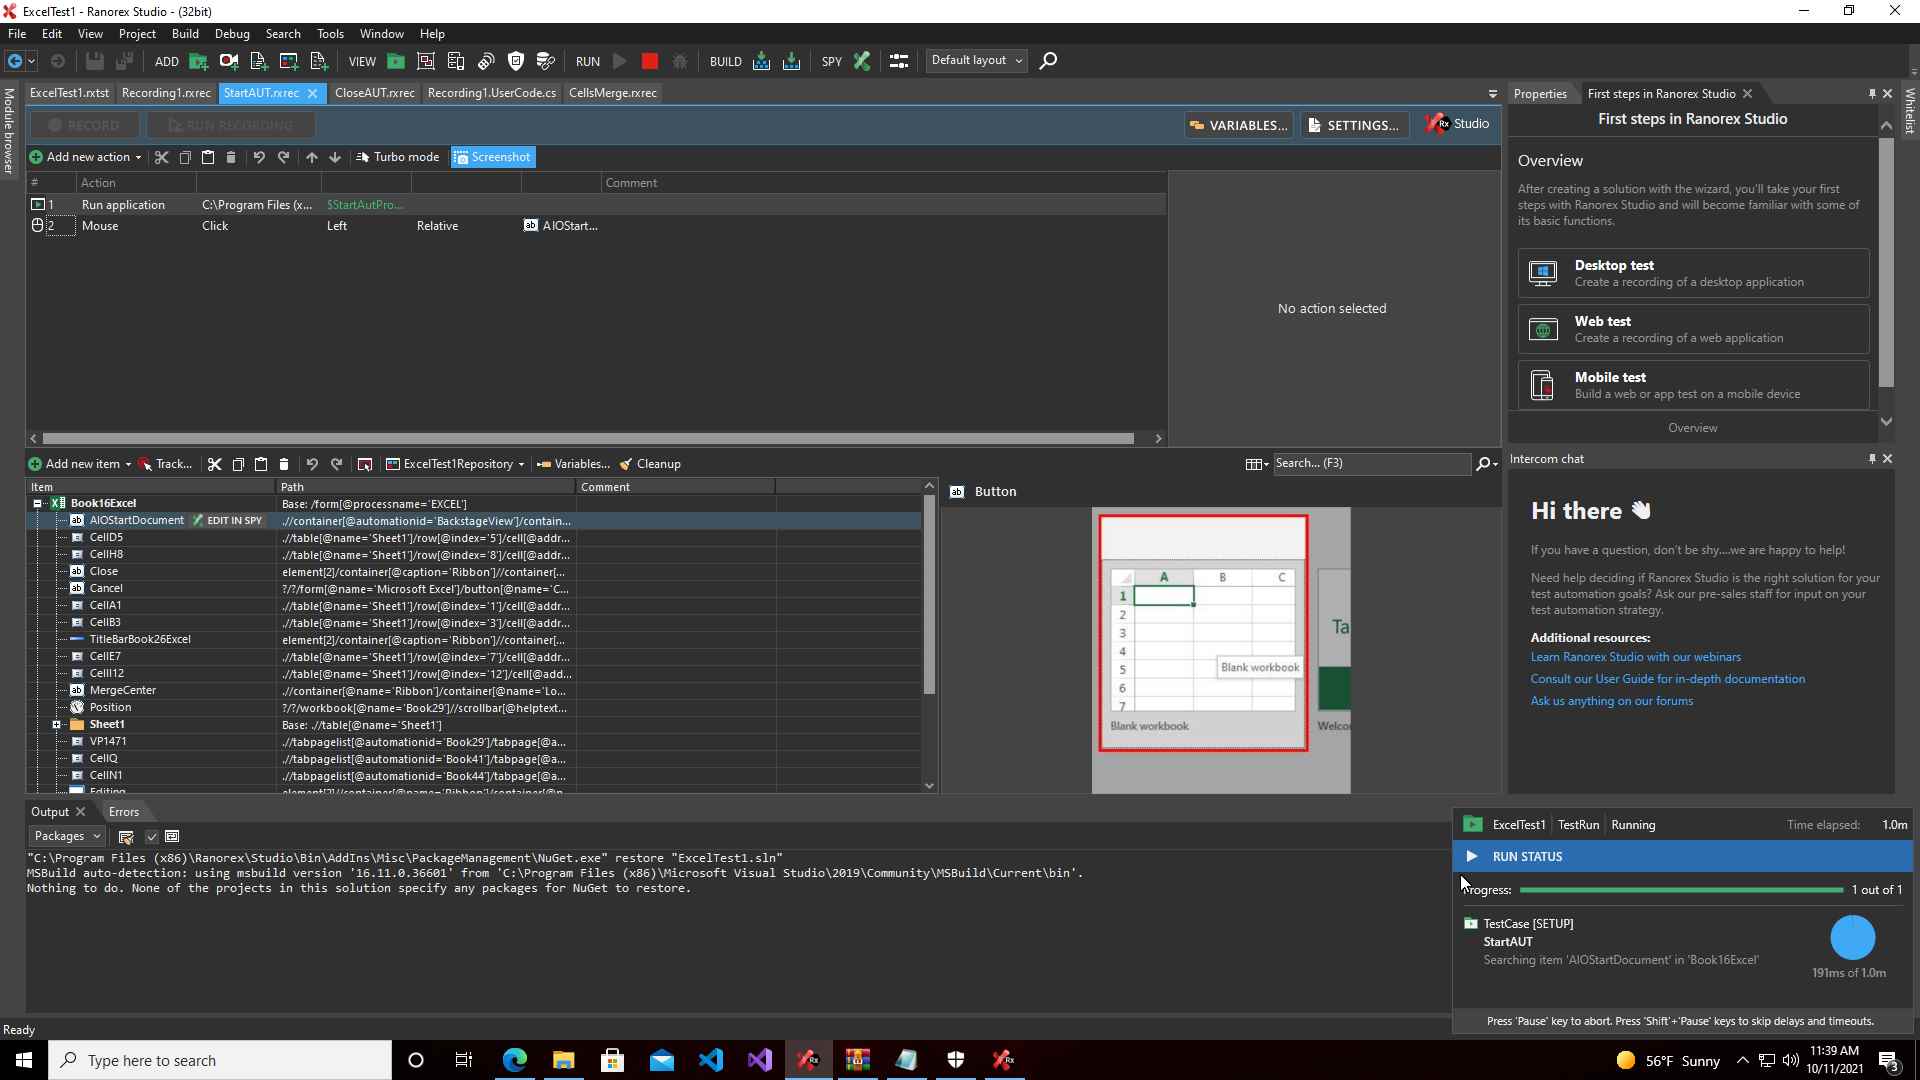 ExcelTest1 - Ranorex Studio - (32bit)
File Edit View Project Build Debug Search Tools Window Help
ADD VIEW RUN BUILD SPY Default layout
Module browser
ExcelTest1.rxtst Recording1.rxrec StartAUT.rxrec CloseAUT.rxrec Recording1.UserCode.cs CellsMerge.rxrec
RECORD RUN RECORDING VARIABLES... SETTINGS... Rx Studio
Add new action Turbo mode Screenshot
# Action Comment
1 Run application C:\Program Files (x... $StartAutPro...
2 Mouse Click Left Relative AIOStart...
No action selected
Properties First steps in Ranorex Studio
Whitelist
First steps in Ranorex Studio
Overview
After creating a solution with the wizard, you'll take your first
steps with Ranorex Studio and will become familiar with some of
its basic functions.
Desktop test
Create a recording of a desktop application
Web test
Create a recording of a web application
Mobile test
Build a web or app test on a mobile device
Overview
Add new item Track... ExcelTest1Repository Variables... Cleanup Search... (F3)
Item Path Comment
Book16Excel Base: /form[@processname='EXCEL']
AIOStartDocument EDIT IN SPY .//container[@automationid='BackstageView']/contain...
CellD5 .//table[@name='Sheet1']/row[@index='5']/cell[@addr...
CellH8 .//table[@name='Sheet1']/row[@index='8']/cell[@addr...
Close element[2]/container[@caption='Ribbon']//container[...
Cancel ?/?/form[@name='Microsoft Excel']/button[@name='C...
CellA1 .//table[@name='Sheet1']/row[@index='1']/cell[@addr...
CellB3 .//table[@name='Sheet1']/row[@index='3']/cell[@addr...
TitleBarBook26Excel element[2]/container[@caption='Ribbon']//container[...
CellE7 .//table[@name='Sheet1']/row[@index='7']/cell[@addr...
CellI12 .//table[@name='Sheet1']/row[@index='12']/cell[@add...
MergeCenter .//container[@name='Ribbon']/container[@name='Lo...
Position ?/?/workbook[@name='Book29']//scrollbar[@helptext...
Sheet1 Base: .//table[@name='Sheet1']
VP1471 .//tabpagelist[@automationid='Book29']/tabpage[@a...
CellQ .//tabpagelist[@automationid='Book41']/tabpage[@a...
CellN1 .//tabpagelist[@automationid='Book44']/tabpage[@a...
Editing element[2]//container[@name='Ribbon']/container[@n...
Button
A B C
1
2
3
4
5
6
7
Blank workbook
Blank workbook
Ta
Welco
Intercom chat
Hi there
If you have a question, don't be shy....we are happy to help!
Need help deciding if Ranorex Studio is the right solution for your
test automation goals? Ask our pre-sales staff for input on your
test automation strategy.
Additional resources:
Learn Ranorex Studio with our webinars
Consult our User Guide for in-depth documentation
Ask us anything on our forums
Output Errors
Packages
"C:\Program Files (x86)\Ranorex\Studio\Bin\AddIns\Misc\PackageManagement\NuGet.exe" restore "ExcelTest1.sln"
MSBuild auto-detection: using msbuild version '16.11.0.36601' from 'C:\Program Files (x86)\Microsoft Visual Studio\2019\Community\MSBuild\Current\bin'.
Nothing to do. None of the projects in this solution specify any packages for NuGet to restore.
ExcelTest1 TestRun Running Time elapsed: 1.0m
RUN STATUS
Progress: 1 out of 1
TestCase [SETUP]
StartAUT
Searching item 'AIOStartDocument' in 'Book16Excel'
191ms of 1.0m
Press 'Pause' key to abort. Press 'Shift'+'Pause' keys to skip delays and timeouts.
Ready
Type here to search
56°F Sunny
11:39 AM
10/11/2021
3